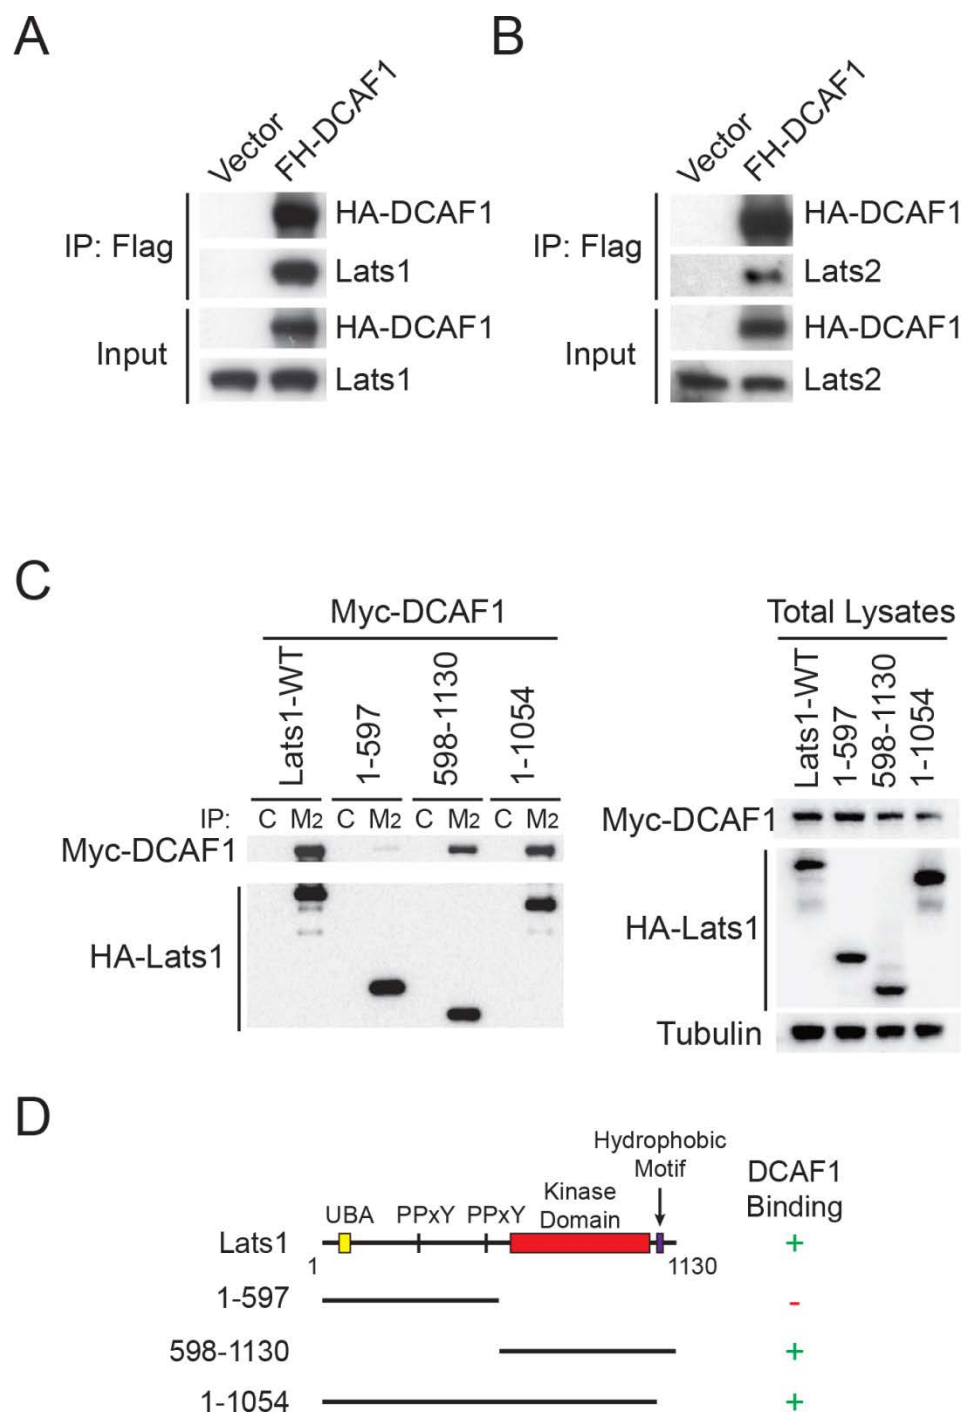 A
Vector
FH-DCAF1
IP: Flag
HA-DCAF1
Lats1
Input
HA-DCAF1
Lats1
B
Vector
FH-DCAF1
IP: Flag
HA-DCAF1
Lats2
Input
HA-DCAF1
Lats2
C
Myc-DCAF1
Lats1-WT
1-597
598-1130
1-1054
IP: C M2 C M2 C M2 C M2
Myc-DCAF1
HA-Lats1
Total Lysates
Lats1-WT
1-597
598-1130
1-1054
Myc-DCAF1
HA-Lats1
Tubulin
D
Hydrophobic
Motif
DCAF1
Binding
Kinase
Domain
UBA PPxY PPxY
Lats1 +
1 1130
1-597 -
598-1130 +
1-1054 +